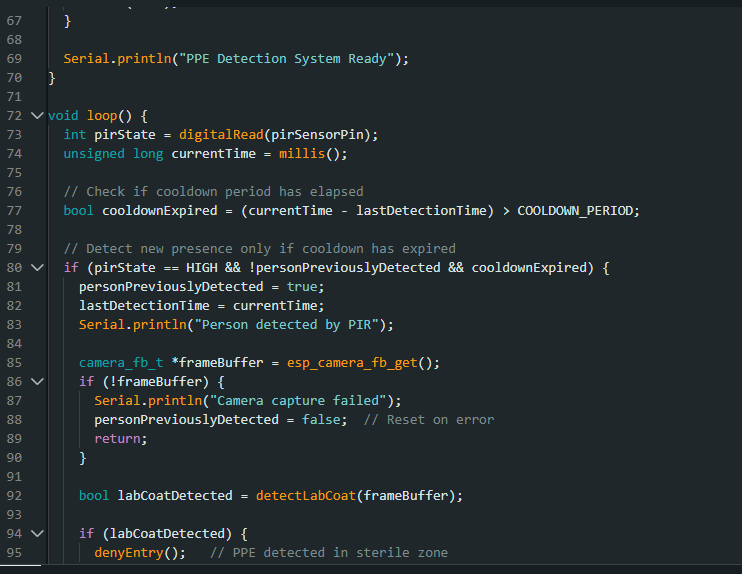 67 }
68
69 Serial.println("PPE Detection System Ready");
70 }
71
72 void loop() {
73 int pirState = digitalRead(pirSensorPin);
74 unsigned long currentTime = millis();
75
76 // Check if cooldown period has elapsed
77 bool cooldownExpired = (currentTime - lastDetectionTime) > COOLDOWN_PERIOD;
78
79 // Detect new presence only if cooldown has expired
80 if (pirState == HIGH && !personPreviouslyDetected && cooldownExpired) {
81 personPreviouslyDetected = true;
82 lastDetectionTime = currentTime;
83 Serial.println("Person detected by PIR");
84
85 camera_fb_t *frameBuffer = esp_camera_fb_get();
86 if (!frameBuffer) {
87 Serial.println("Camera capture failed");
88 personPreviouslyDetected = false;  // Reset on error
89 return;
90 }
91
92 bool labCoatDetected = detectLabCoat(frameBuffer);
93
94 if (labCoatDetected) {
95 denyEntry();   // PPE detected in sterile zone